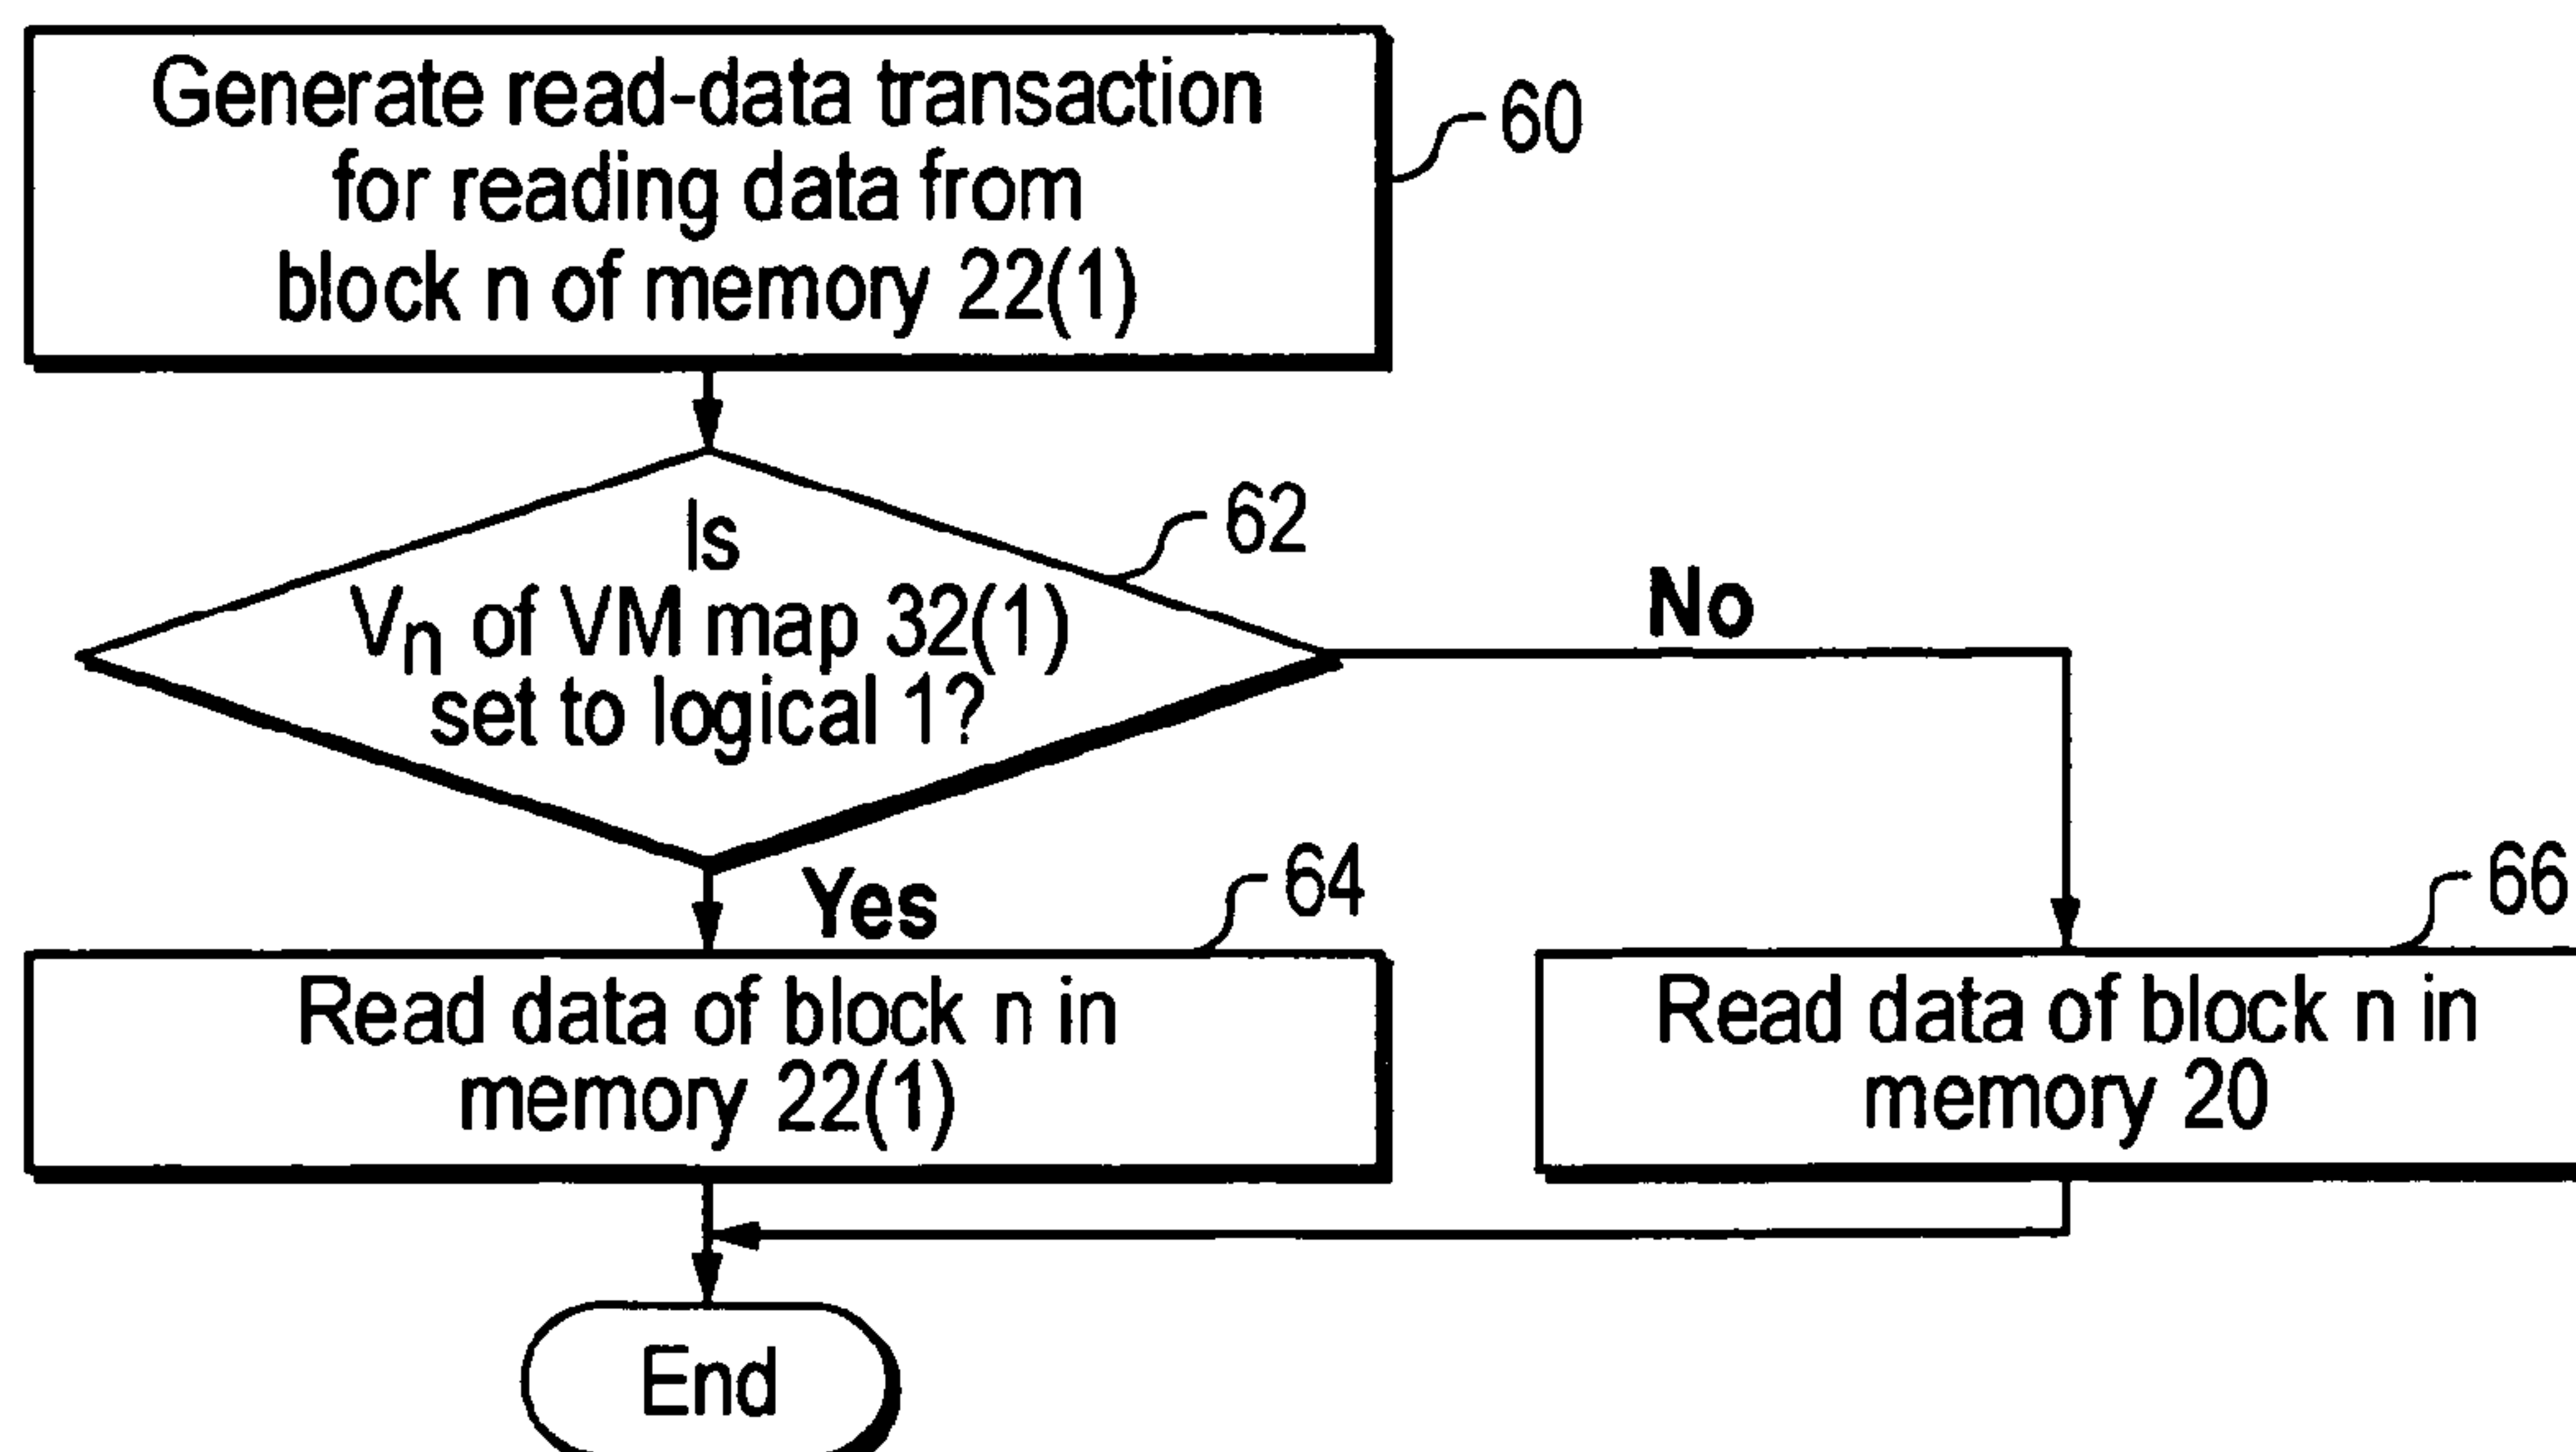 Generate read-data transaction
for reading data from
block n of memory 22(1)
60
Is
Vn of VM map 32(1)
set to logical 1?
62
No
Yes
64
Read data of block n in
memory 22(1)
66
Read data of block n in
memory 20
End